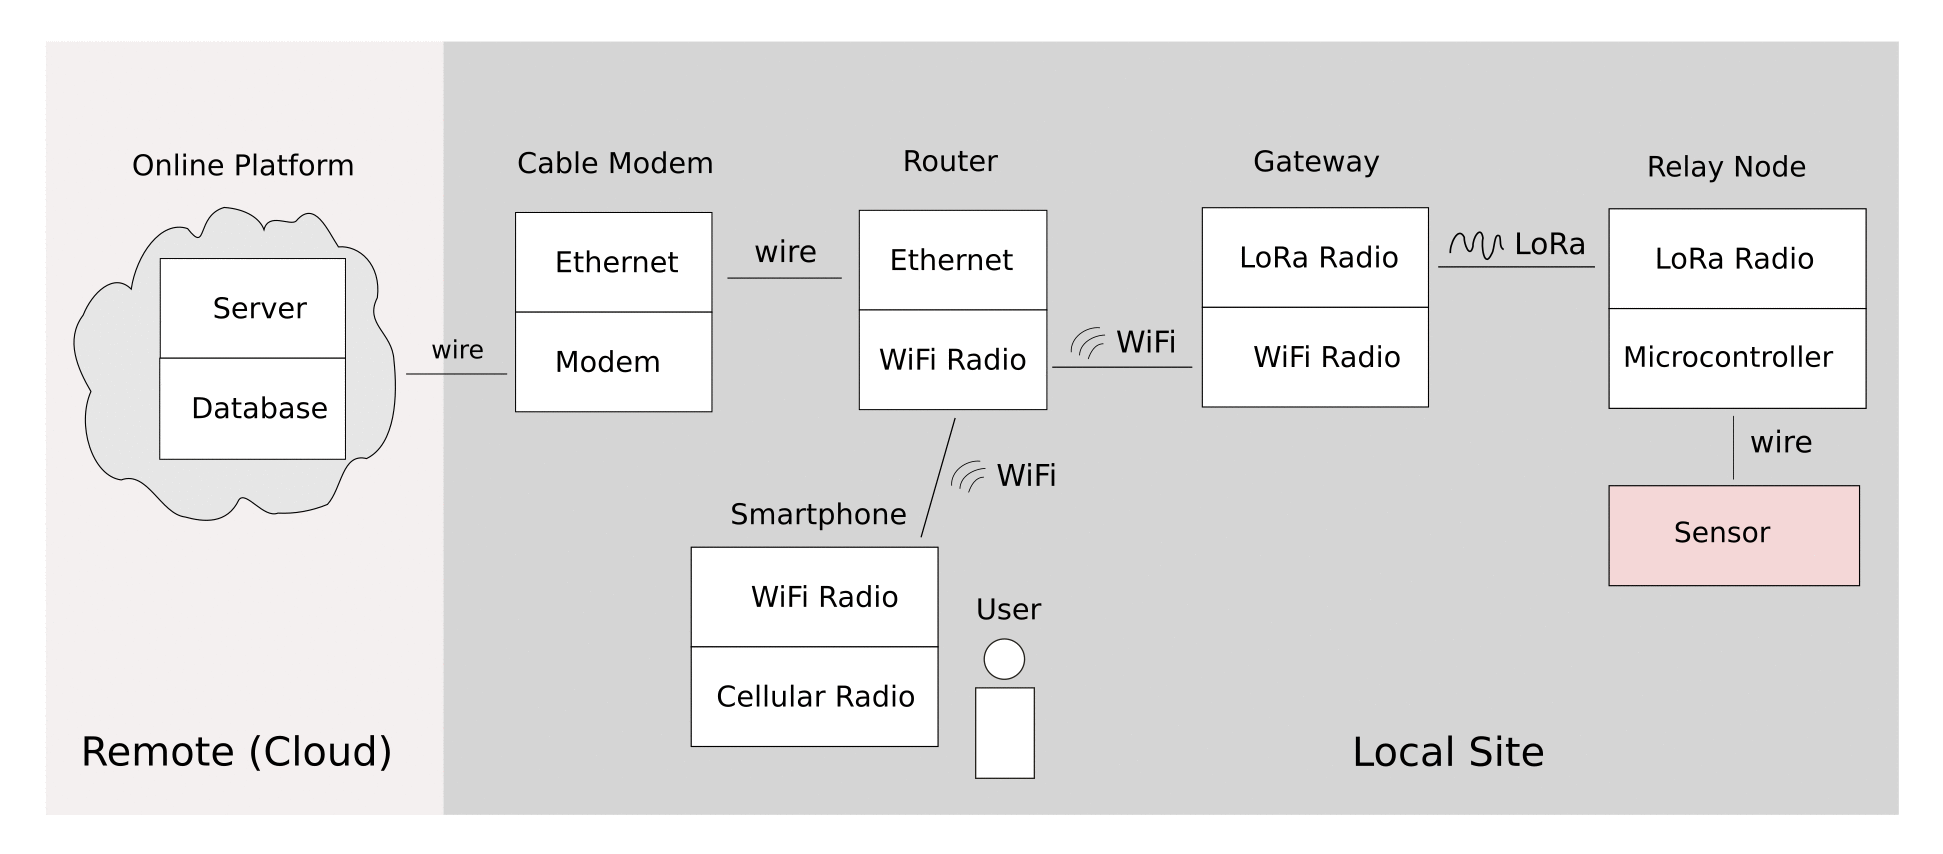 Online Platform
Server
Database
wire
Cable Modem
Ethernet
Modem
wire
Router
Ethernet
WiFi Radio
WiFi
Gateway
LoRa Radio
WiFi Radio
LoRa
Relay Node
LoRa Radio
Microcontroller
wire
Sensor
WiFi
Smartphone
WiFi Radio
Cellular Radio
User
Remote (Cloud)
Local Site